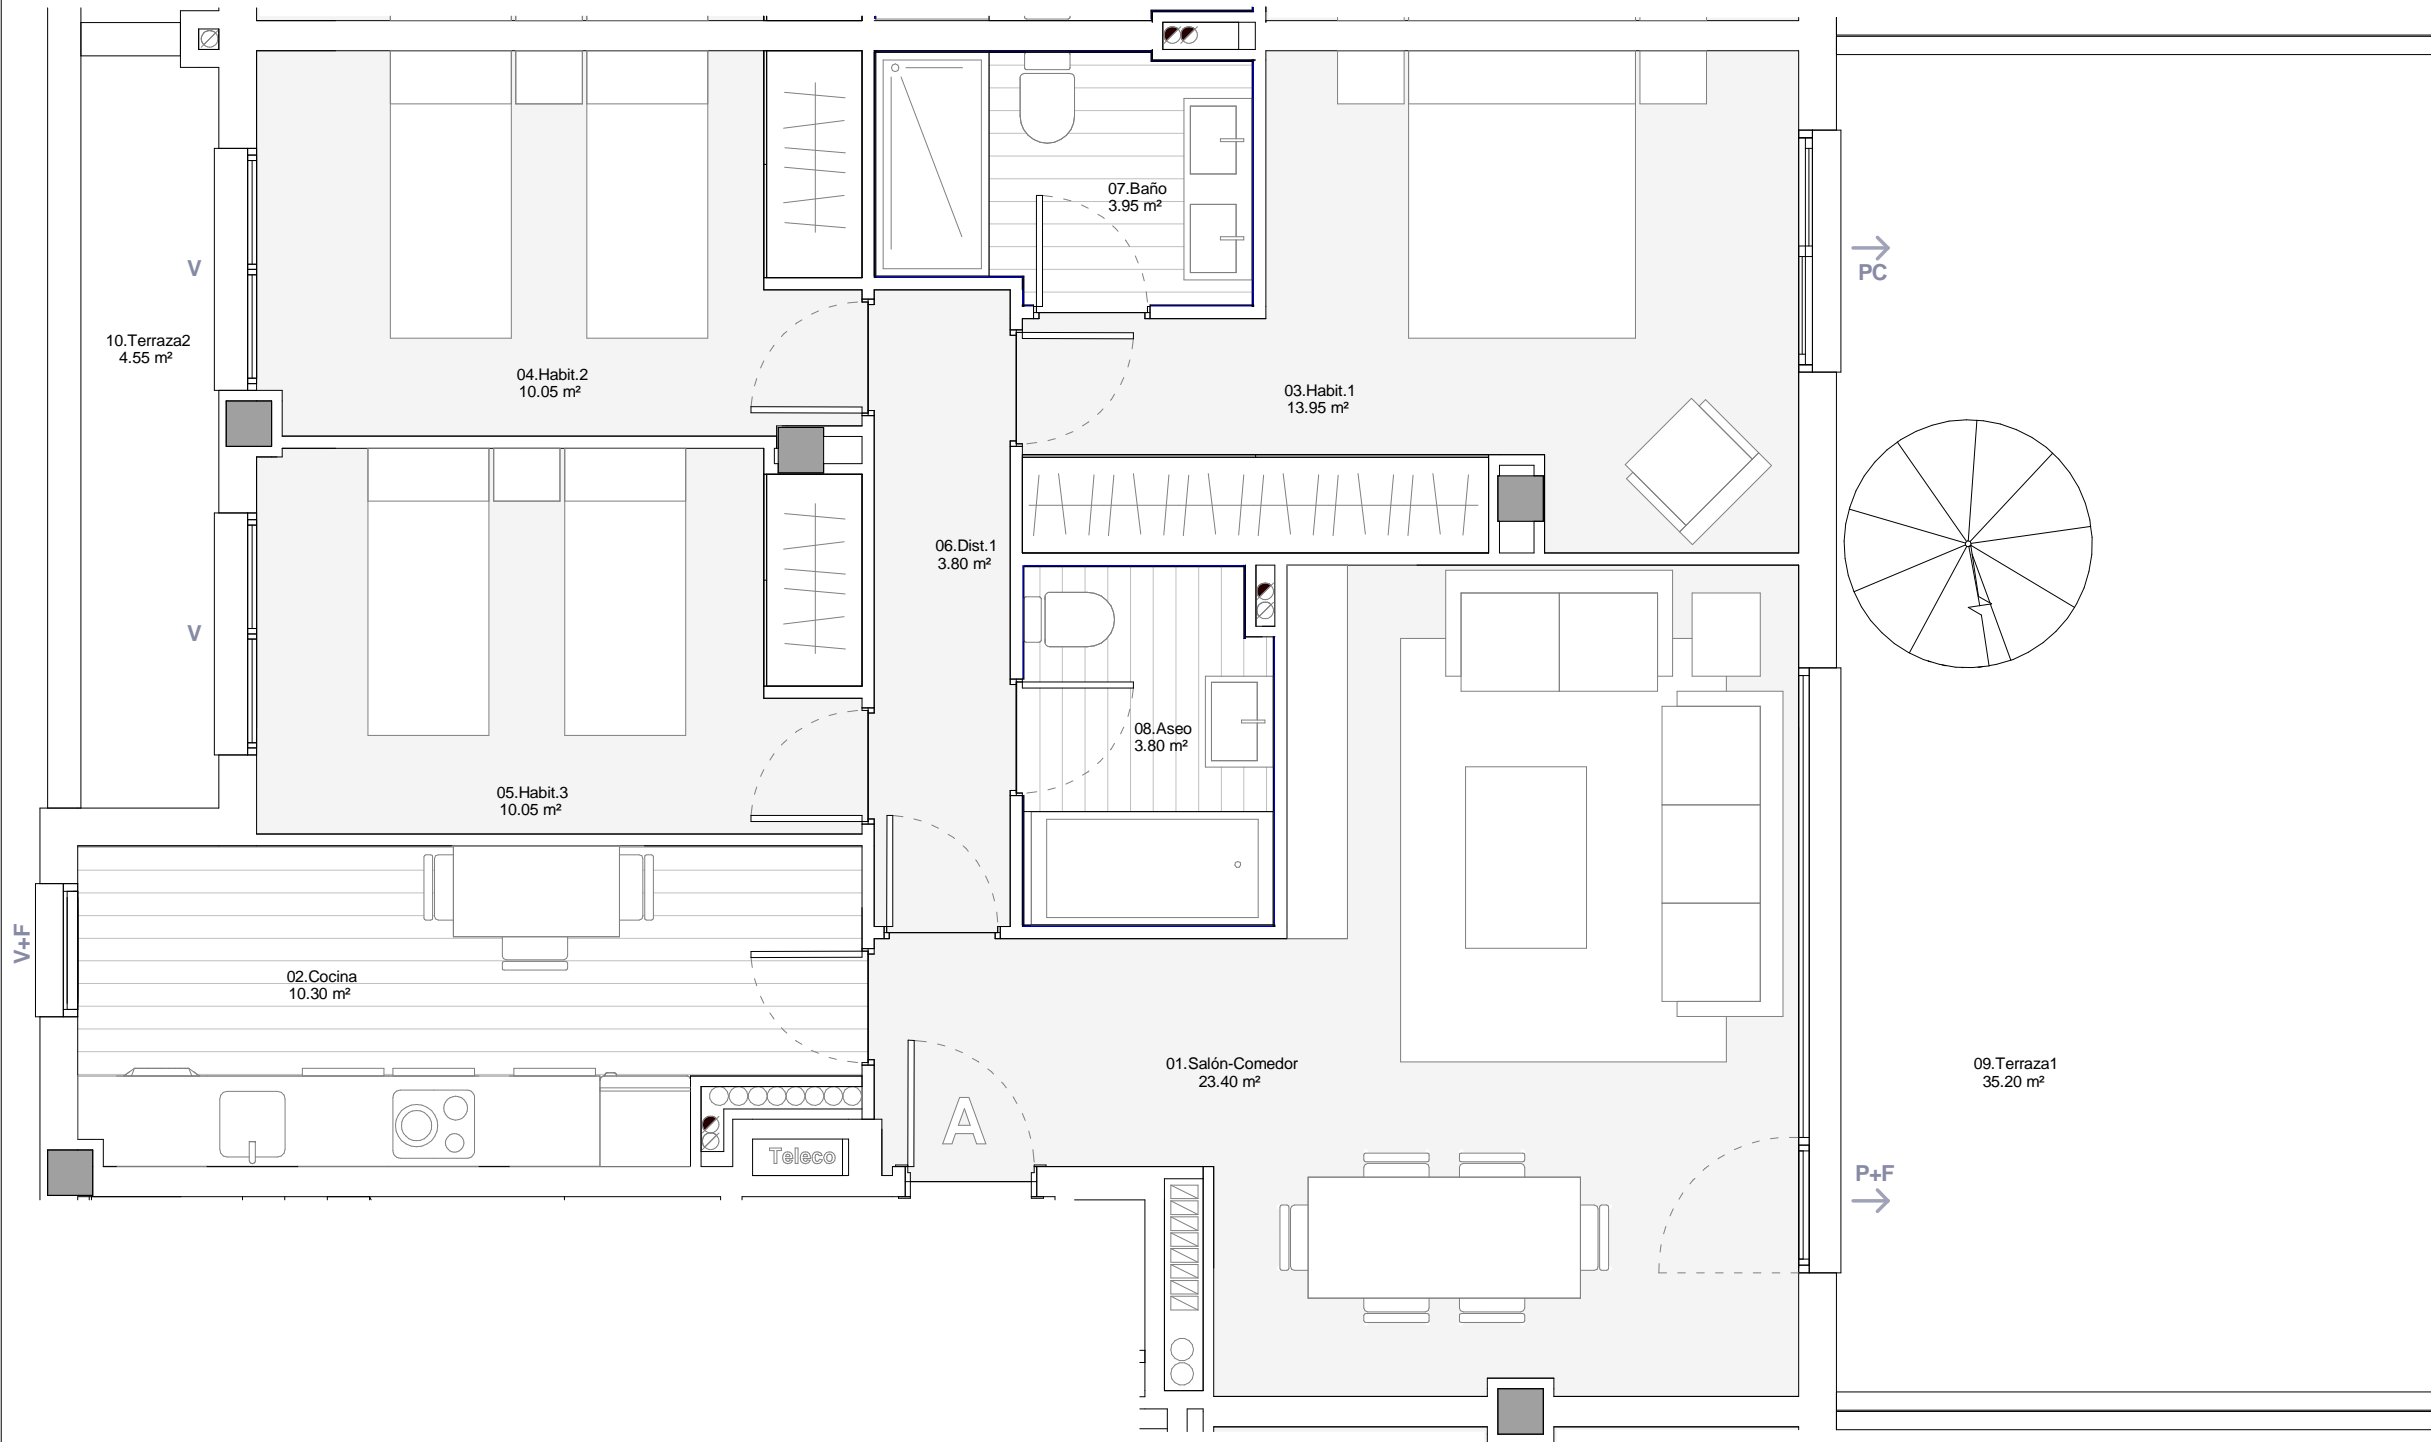 07.Baño
3.95 m²
V
PC
10.Terraza2
4.55 m²
04.Habit.2
10.05 m²
03.Habit.1
13.95 m²
06.Dist.1
3.80 m²
V
08.Aseo
3.80 m²
05.Habit.3
10.05 m²
V+F
02.Cocina
10.30 m²
01.Salón-Comedor
23.40 m²
09.Terraza1
35.20 m²
A
Teleco
P+F